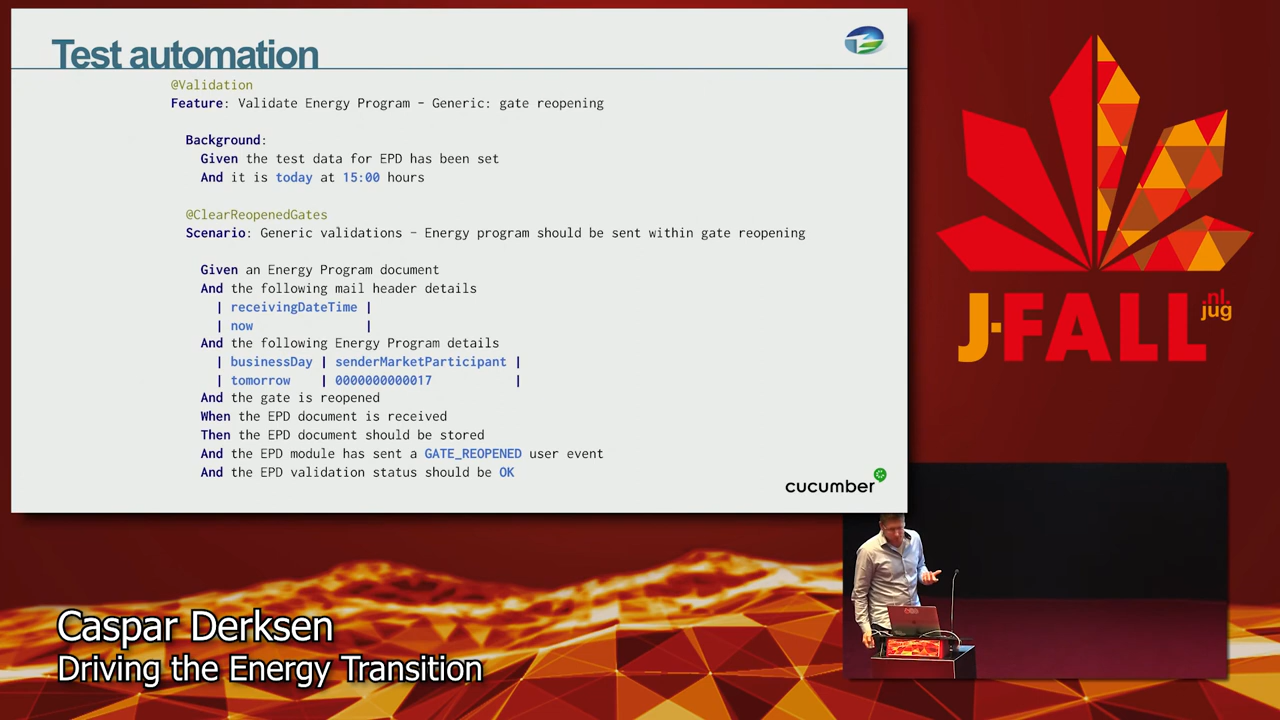 Test automation
@Validation
Feature: Validate Energy Program - Generic: gate reopening
Background:
Given the test data for EPD has been set
And it is today at 15:00 hours
@ClearReopenedGates
Scenario: Generic validations - Energy program should be sent within gate reopening
Given an Energy Program document
And the following mail header details
| receivingDateTime |
| now |
And the following Energy Program details
| businessDay | senderMarketParticipant |
| tomorrow | 0000000000017 |
And the gate is reopened
When the EPD document is received
Then the EPD document should be stored
And the EPD module has sent a GATE_REOPENED user event
And the EPD validation status should be OK
cucumber
J-FALL
nl.
jug
Caspar Derksen
Driving the Energy Transition